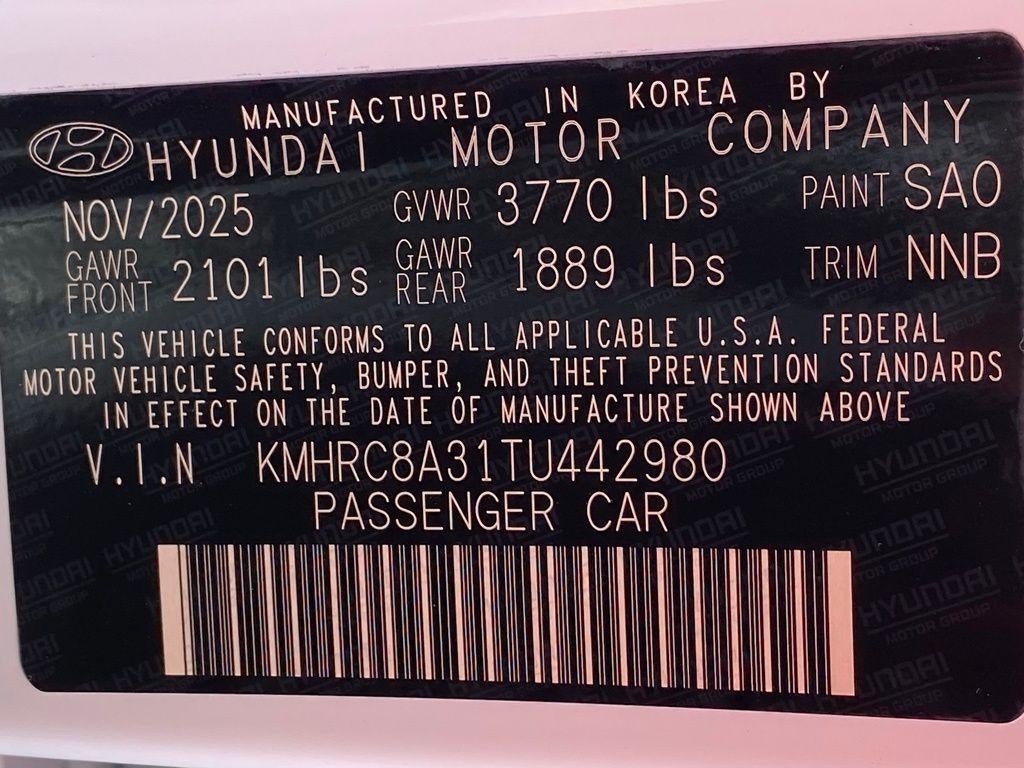 MANUFACTURED IN KOREA BY
HYUNDAI MOTOR COMPANY
NOV/2025 GVWR 3770 lbs PAINT SAO
GAWR FRONT 2101 lbs GAWR REAR 1889 lbs TRIM NNB
THIS VEHICLE CONFORMS TO ALL APPLICABLE U.S.A. FEDERAL
MOTOR VEHICLE SAFETY, BUMPER, AND THEFT PREVENTION STANDARDS
IN EFFECT ON THE DATE OF MANUFACTURE SHOWN ABOVE
V.I.N KMHRC8A31TU442980
PASSENGER CAR